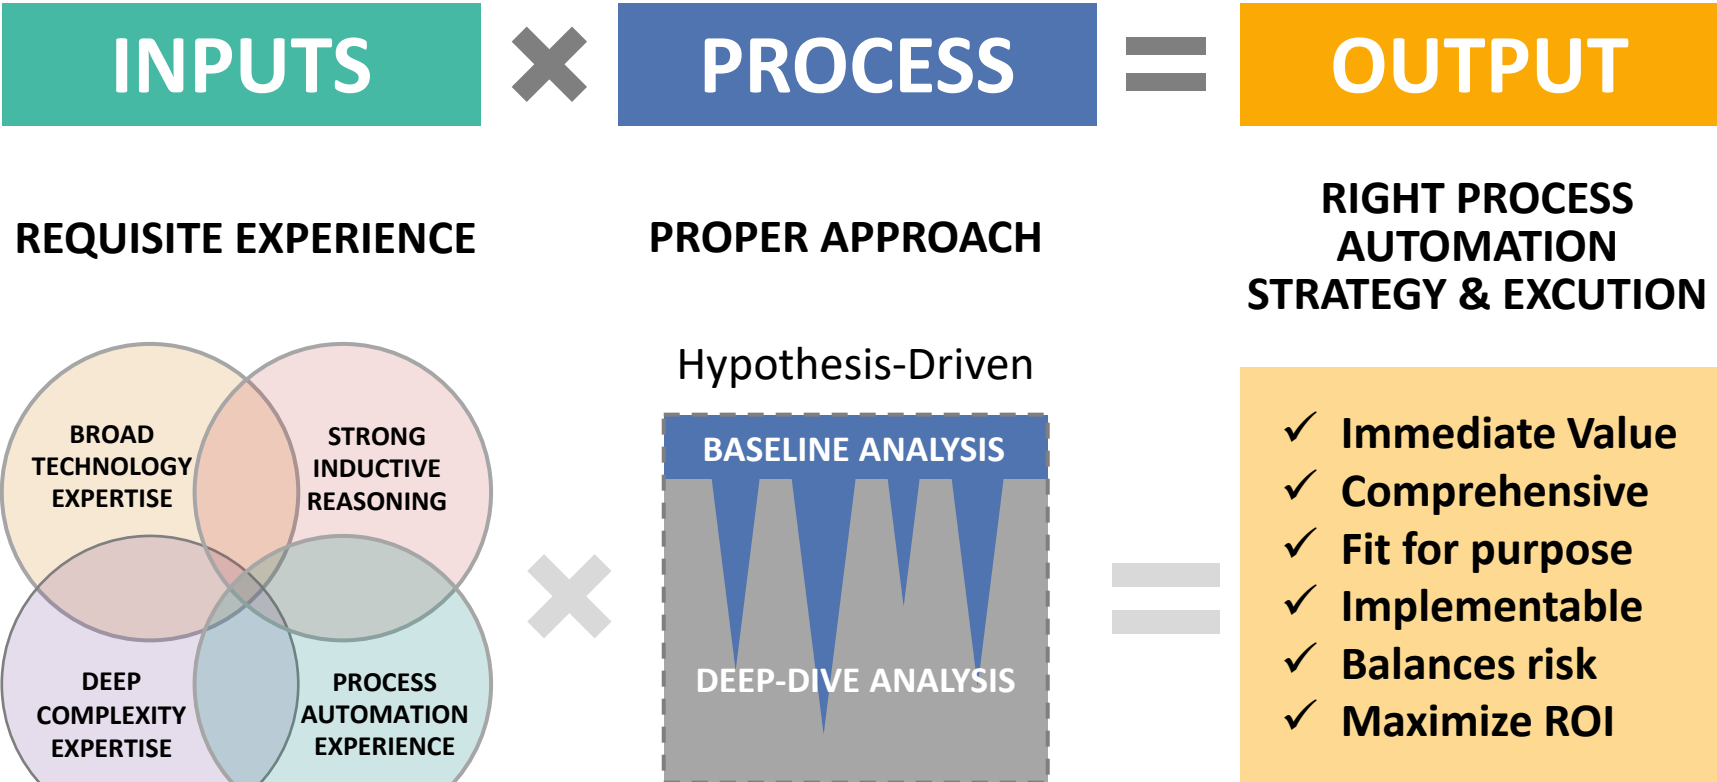 INPUTS
PROCESS
OUTPUT
REQUISITE EXPERIENCE
PROPER APPROACH
RIGHT PROCESS
AUTOMATION
STRATEGY & EXCUTION
BROAD
TECHNOLOGY
EXPERTISE
STRONG
INDUCTIVE
REASONING
DEEP
COMPLEXITY
EXPERTISE
PROCESS
AUTOMATION
EXPERIENCE
Hypothesis-Driven
BASELINE ANALYSIS
DEEP-DIVE ANALYSIS
✓ Immediate Value
✓ Comprehensive
✓ Fit for purpose
✓ Implementable
✓ Balances risk
✓ Maximize ROI